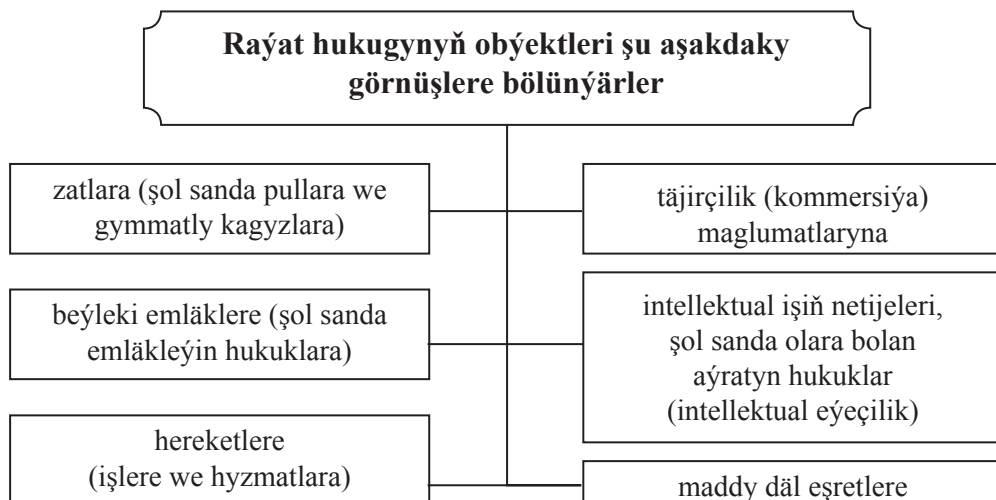 Raýat hukugynyň obýektleri şu aşakdaky
görnüşlere bölünýärler
zatlara (şol sanda pullara we
gymmatly kagyzlara)
täjirçilik (kommersiýa)
maglumatlaryna
beýleki emläklere (şol sanda
emläkleýin hukuklara)
intellektual işiň netijeleri,
şol sanda olara bolan
aýratyn hukuklar
(intellektual eýeçilik)
hereketlere
(işlere we hyzmatlara)
maddy däl eşretlere